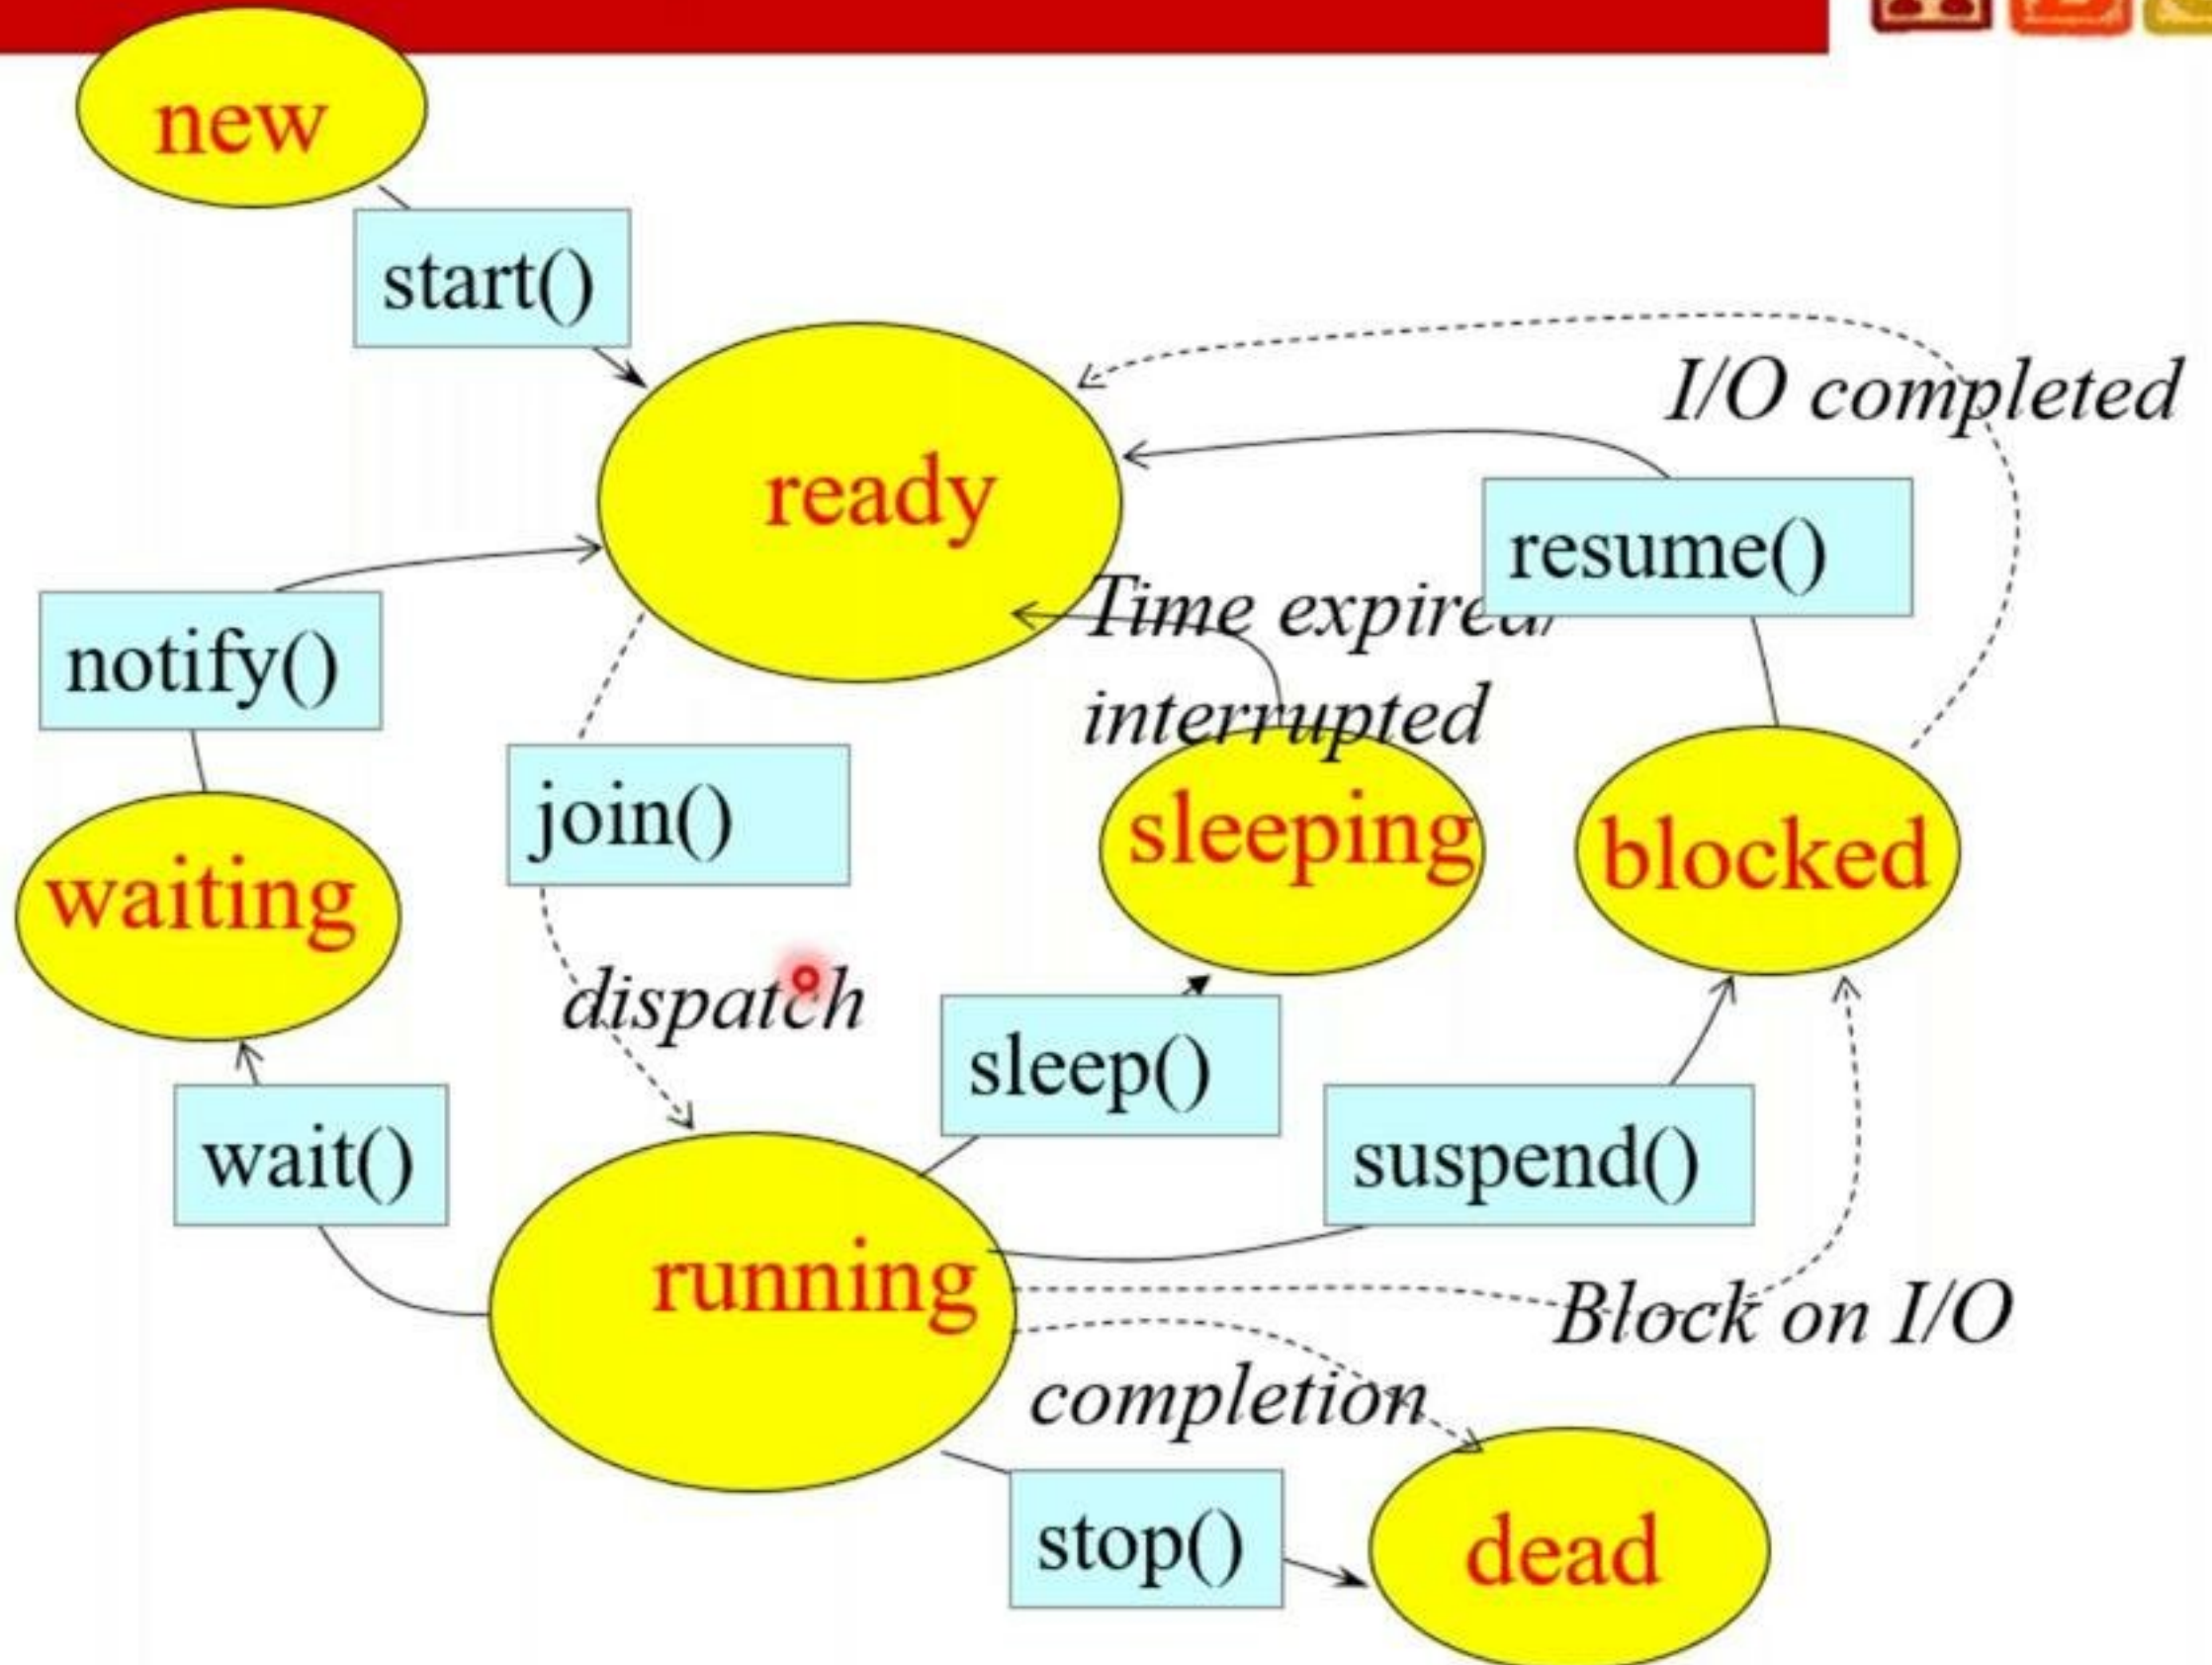 new
start()
I/O completed
ready
resume()
Time expired/
interrupted
notify()
join()
sleeping
blocked
waiting
dispatch
sleep()
wait()
suspend()
running
Block on I/O
completion
stop()
dead